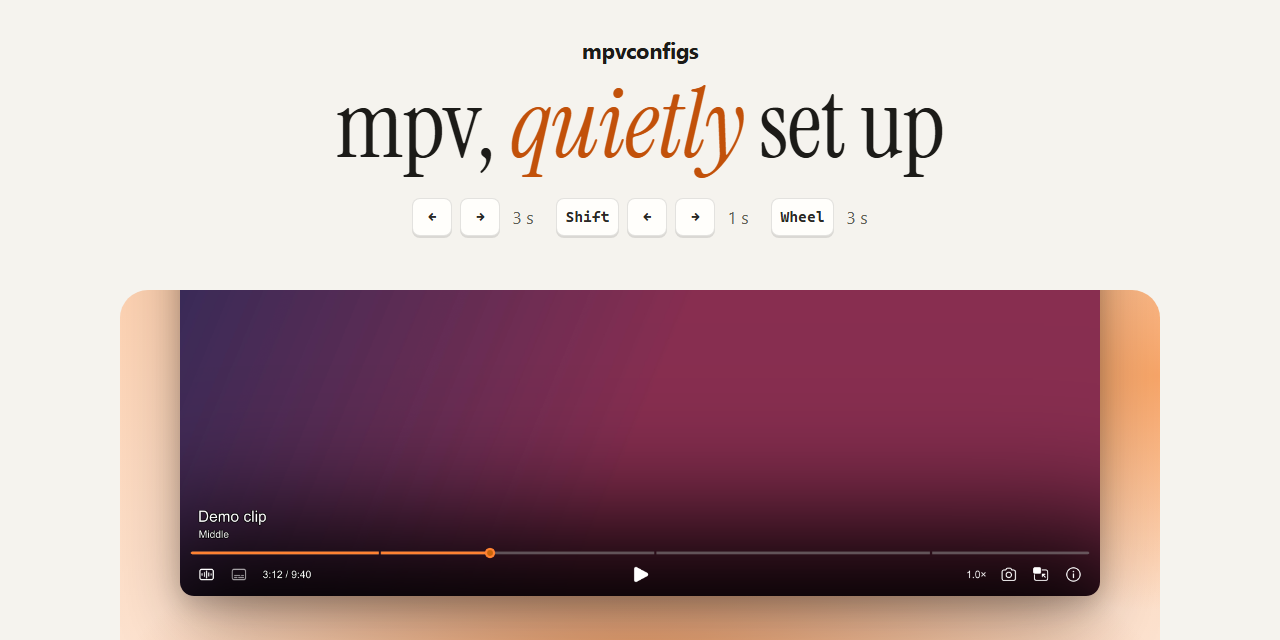 mpvconfigs
mpv, quietly set up
← → 3 s Shift ← → 1 s Wheel 3 s
Demo clip
Middle
3:12 / 9:40 1.0×